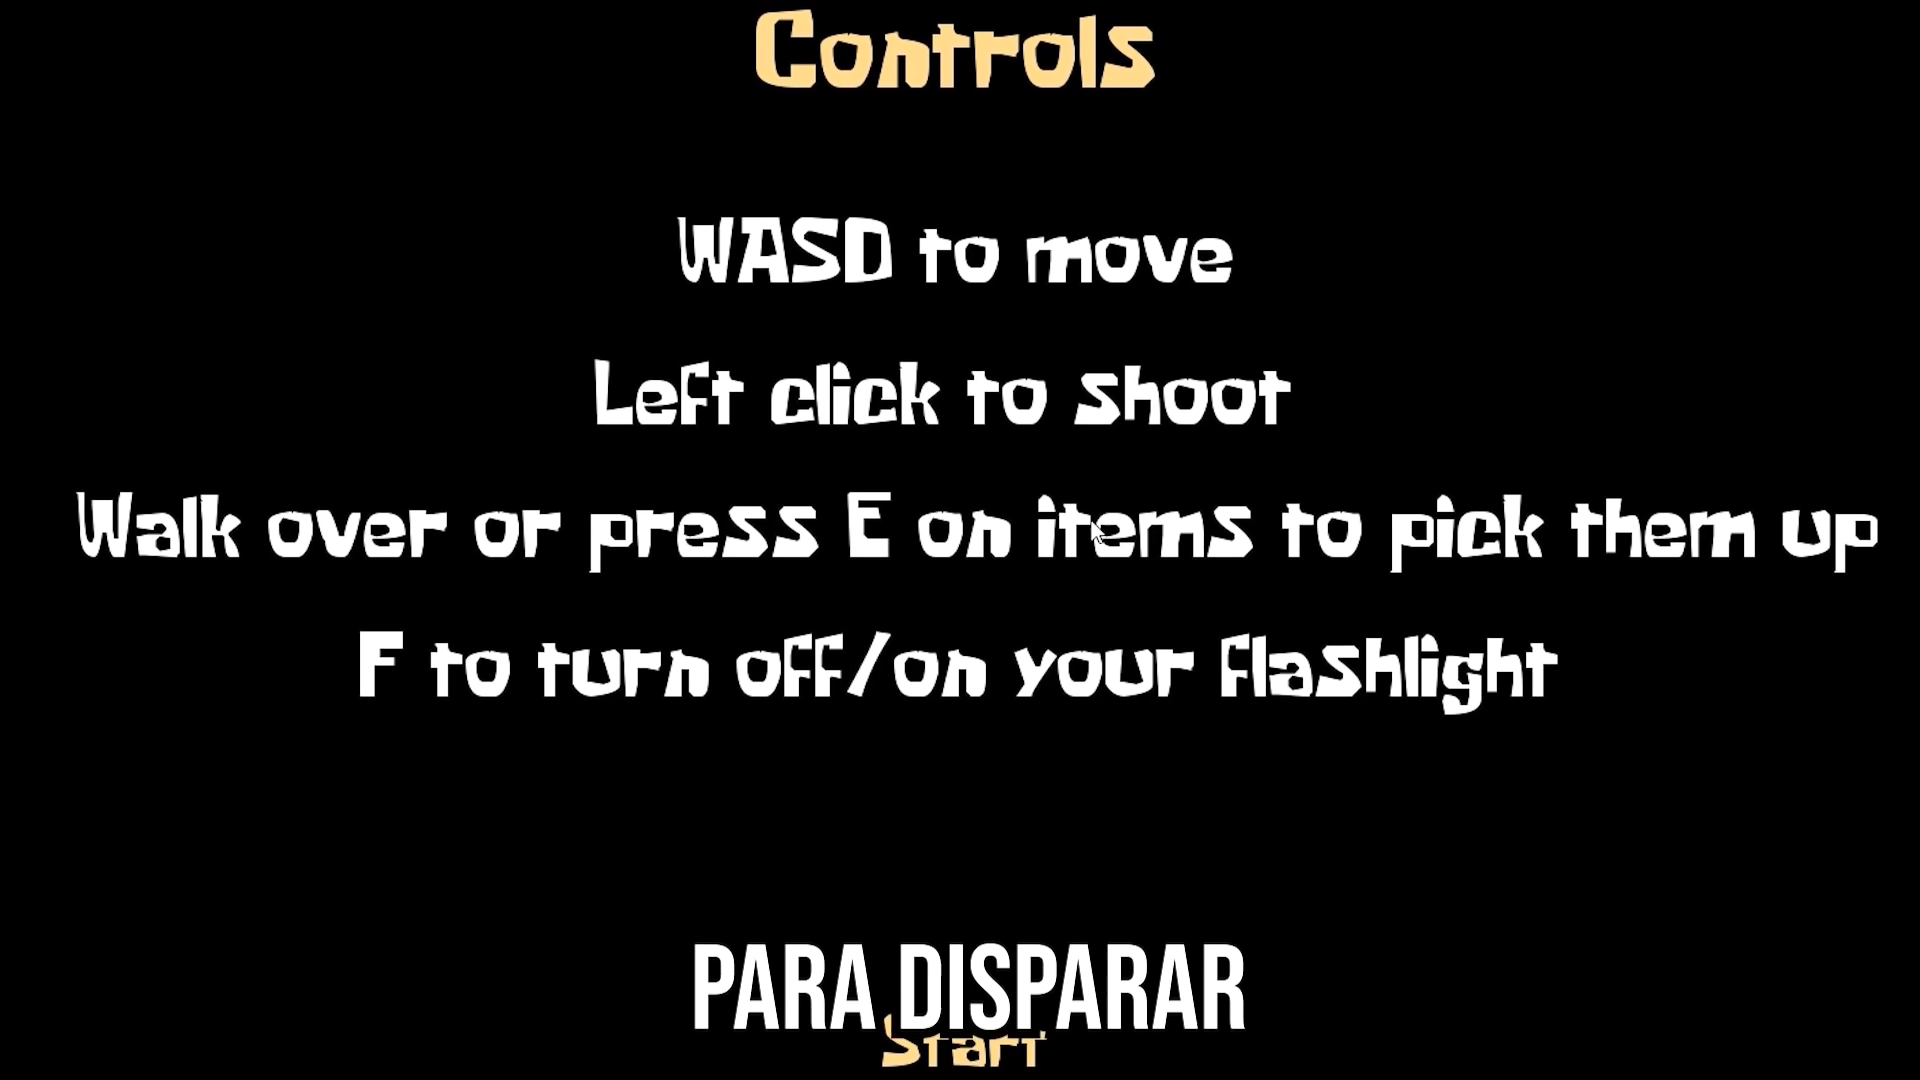 Controls
WASD to move
Left click to shoot
Walk over or press E on items to pick them up
F to turn off/on your flashlight
PARA DISPARAR
Start